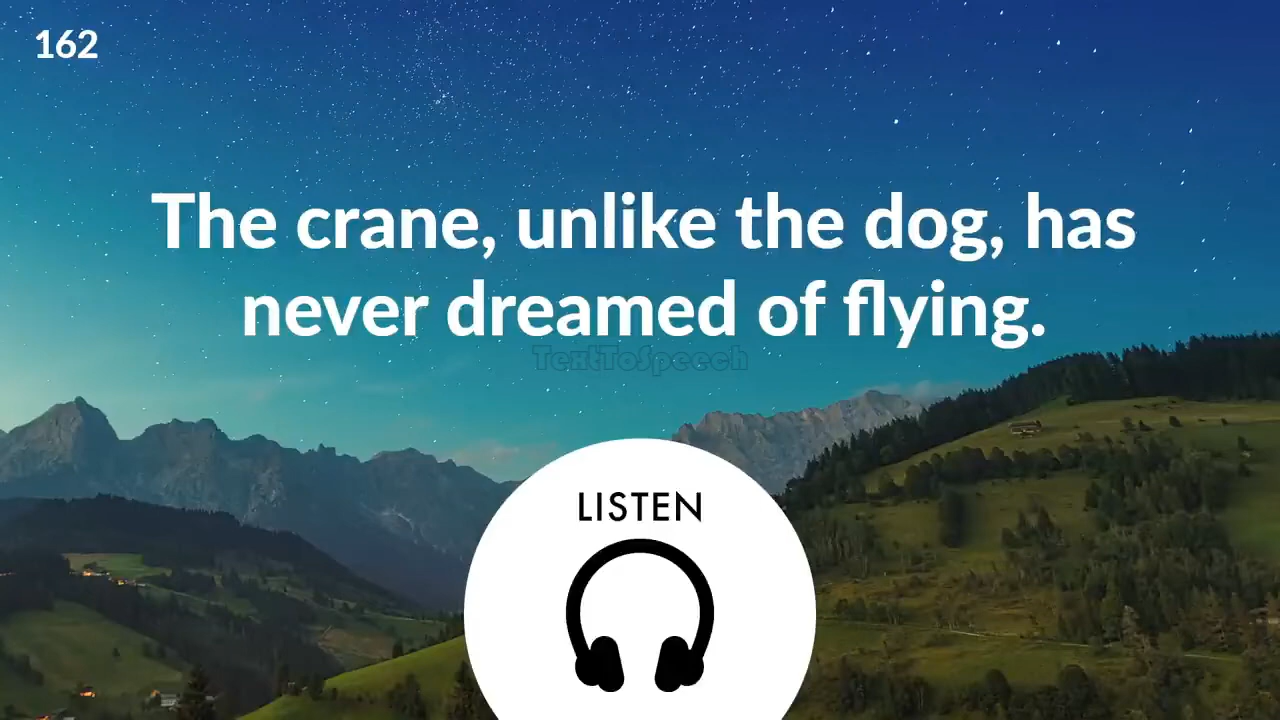 162
The crane, unlike the dog, has
never dreamed of flying.
TextToSpeech
LISTEN